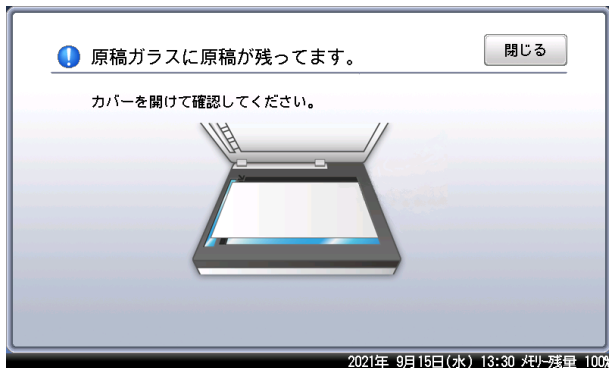 原稿ガラスに原稿が残ってます。
閉じる
カバーを開けて確認してください。
2021年 9月15日(水) 13:30 ﾒﾓﾘｰ残量 100%